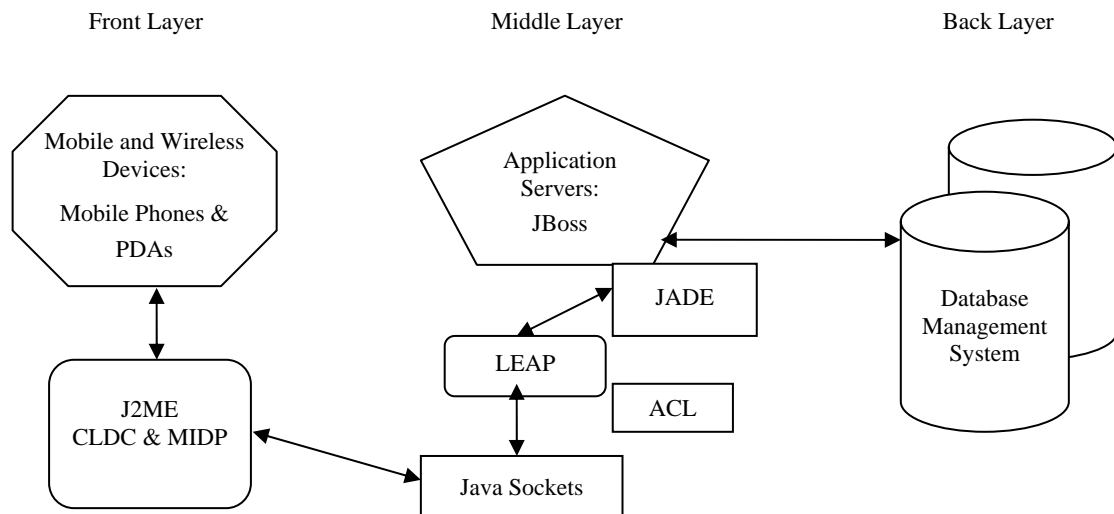 Front Layer
Middle Layer
Back Layer
Mobile and Wireless
Devices:
Mobile Phones &
PDAs
Application
Servers:
JBoss
JADE
LEAP
ACL
Java Sockets
J2ME
CLDC & MIDP
Database
Management
System